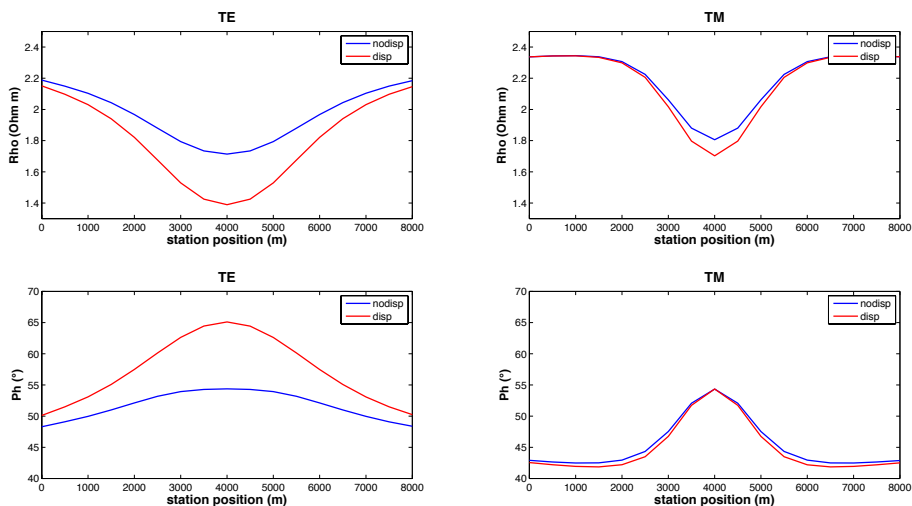 TE
2.4
2.2
2
1.8
1.6
1.4
Rho (Ohm m)
nodisp
disp
0 1000 2000 3000 4000 5000 6000 7000 8000
station position (m)
TM
2.4
2.2
2
1.8
1.6
1.4
Rho (Ohm m)
nodisp
disp
0 1000 2000 3000 4000 5000 6000 7000 8000
station position (m)
TE
70
65
60
55
50
45
40
Ph (°)
nodisp
disp
0 1000 2000 3000 4000 5000 6000 7000 8000
station position (m)
TM
70
65
60
55
50
45
40
Ph (°)
nodisp
disp
0 1000 2000 3000 4000 5000 6000 7000 8000
station position (m)